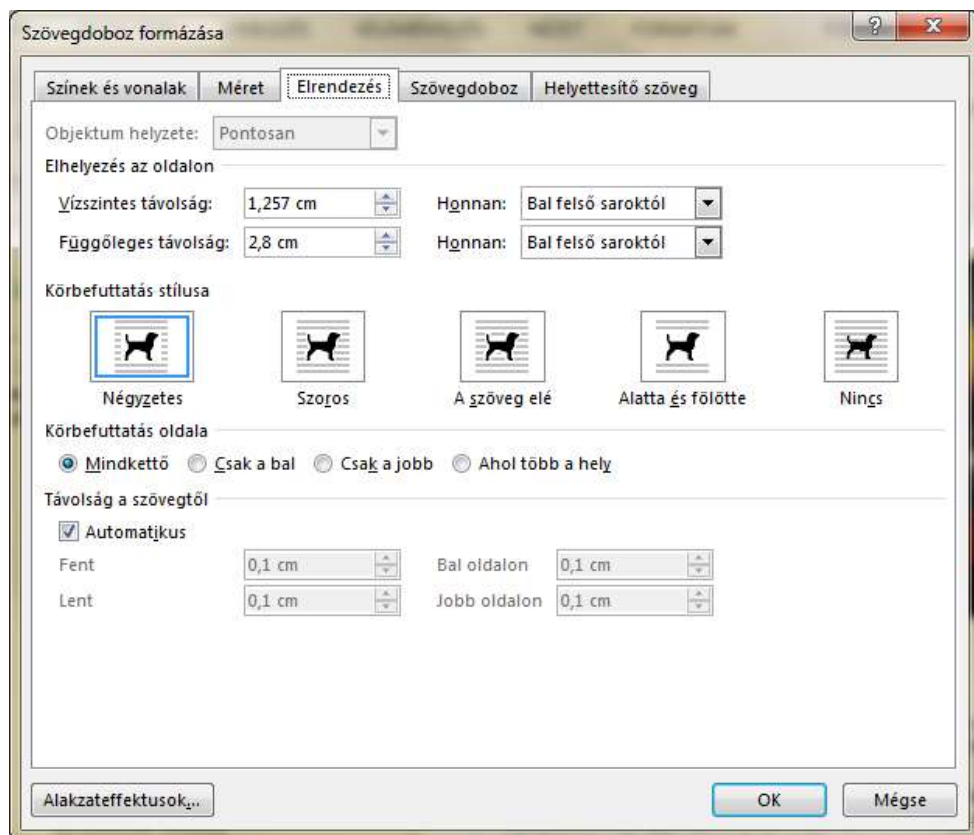 Szövegdoboz formázása
Színek és vonalak Méret Elrendezés Szövegdoboz Helyettesítő szöveg
Objektum helyzete: Pontosan
Elhelyezés az oldalon
Vízszintes távolság: 1,257 cm Honnan: Bal felső saroktól
Függőleges távolság: 2,8 cm Honnan: Bal felső saroktól
Körbefuttatás stílusa
Négyzetes Szoros A szöveg elé Alatta és fölötte Nincs
Körbefuttatás oldala
Mindkettő Csak a bal Csak a jobb Ahol több a hely
Távolság a szövegtől
Automatikus
Fent 0,1 cm Bal oldalon 0,1 cm
Lent 0,1 cm Jobb oldalon 0,1 cm
Alakzateffektusok... OK Mégse